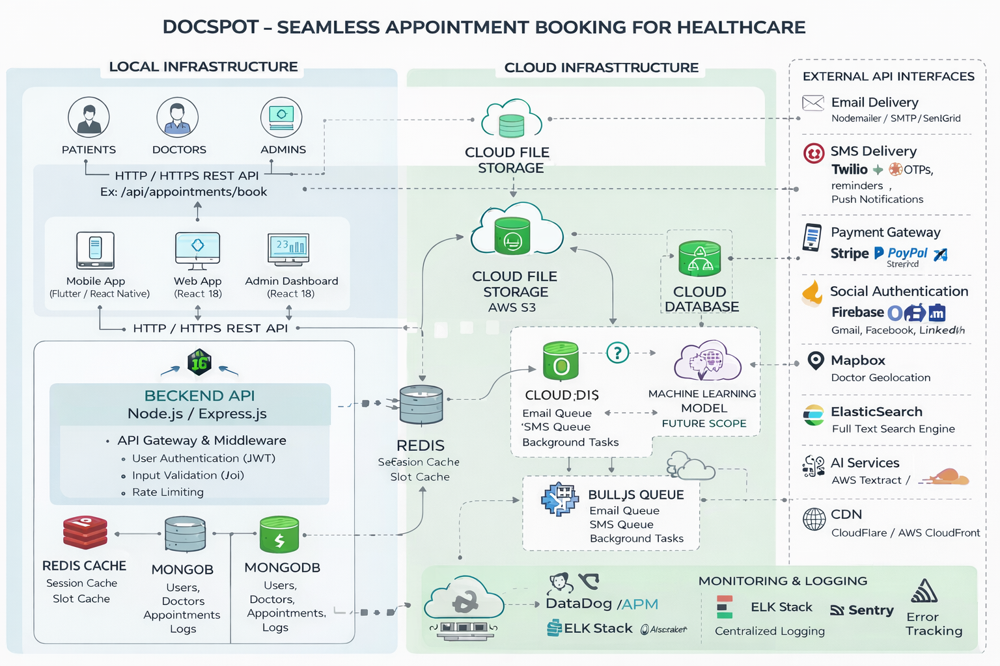 DOCSPOT – SEAMLESS APPOINTMENT BOOKING FOR HEALTHCARE
LOCAL INFRASTRUCTURE
PATIENTS
DOCTORS
ADMINS
HTTP / HTTPS REST API
Ex: /api/appointments/book
23
Mobile App
(Flutter / React Native)
Web App
(React 18)
Admin Dashboard
(React 18)
HTTP / HTTPS REST API
16
BECKEND API
Node.js / Express.js
• API Gateway & Middleware
• User Authentication (JWT)
• Input Validation (Joi)
• Rate Limiting
REDIS CACHE
Session Cache
Slot Cache
MONGOB
Users,
Doctors
Appointments
Logs
$
MONGODB
Users,
Doctors,
Appointments,
Logs
CLOUD INFRASTTRUCTURE
CLOUD FILE
STORAGE
CLOUD FILE
STORAGE
AWS S3
CLOUD
DATABASE
REDIS
Cache
Slot Cache
?
CLOUD;DI$
Email Queue
'SMS Queue
Background Tasks
MACHINE LEARNING
MODEL
FUTURE SCOPE
BULLJS QUEUE
Email Queue
SMS Queue
Background Tasks
DataDog /APM
ELK Stack
MONITORING & LOGGING
ELK Stack
Centralized Logging
Sentry
Error
Tracking
EXTERNAL API INTERFACES
Email Delivery
Nodemailer / SMTP / SenIGrid
SMS Delivery
Twilio OTPs,
reminders ,
Push Notifications
Payment Gateway
Stripe PoyPol
Social Authentication
Firebase
Gmail, Facebook, LinkedIh
Mapbox
Doctor Geolocation
ElasticSearch
Full Text Search Engine
AI Services
AWS Textract /
CDN
CloudFlare / AWS CloudFront